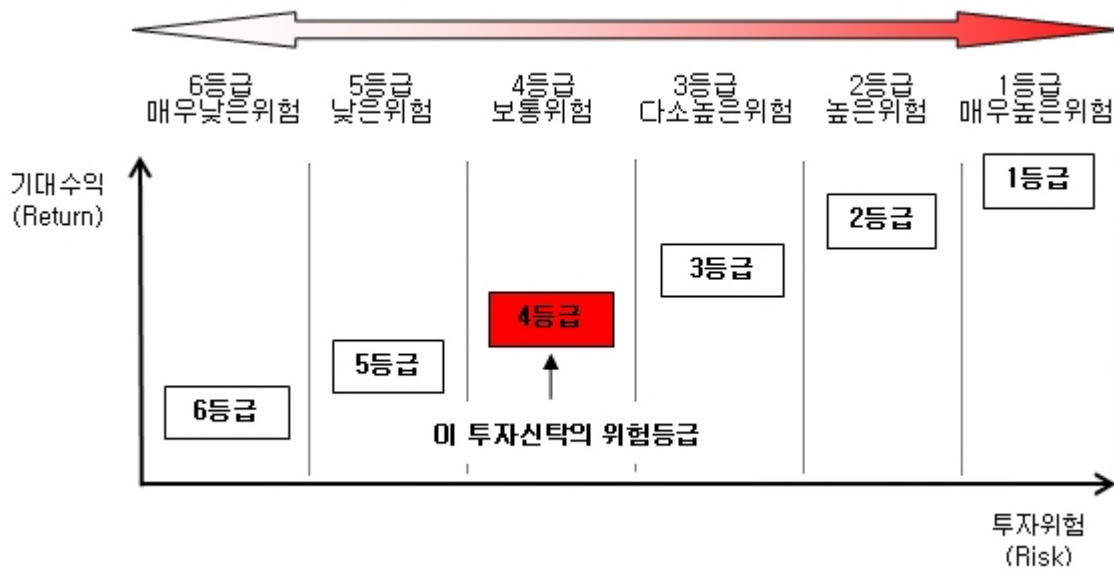 6등급
매우낮은위험
5등급
낮은위험
4등급
보통위험
3등급
다소높은위험
2등급
높은위험
1등급
매우높은위험
기대수익
(Return)
1등급
2등급
3등급
4등급
5등급
6등급
이 투자신탁의 위험등급
투자위험
(Risk)